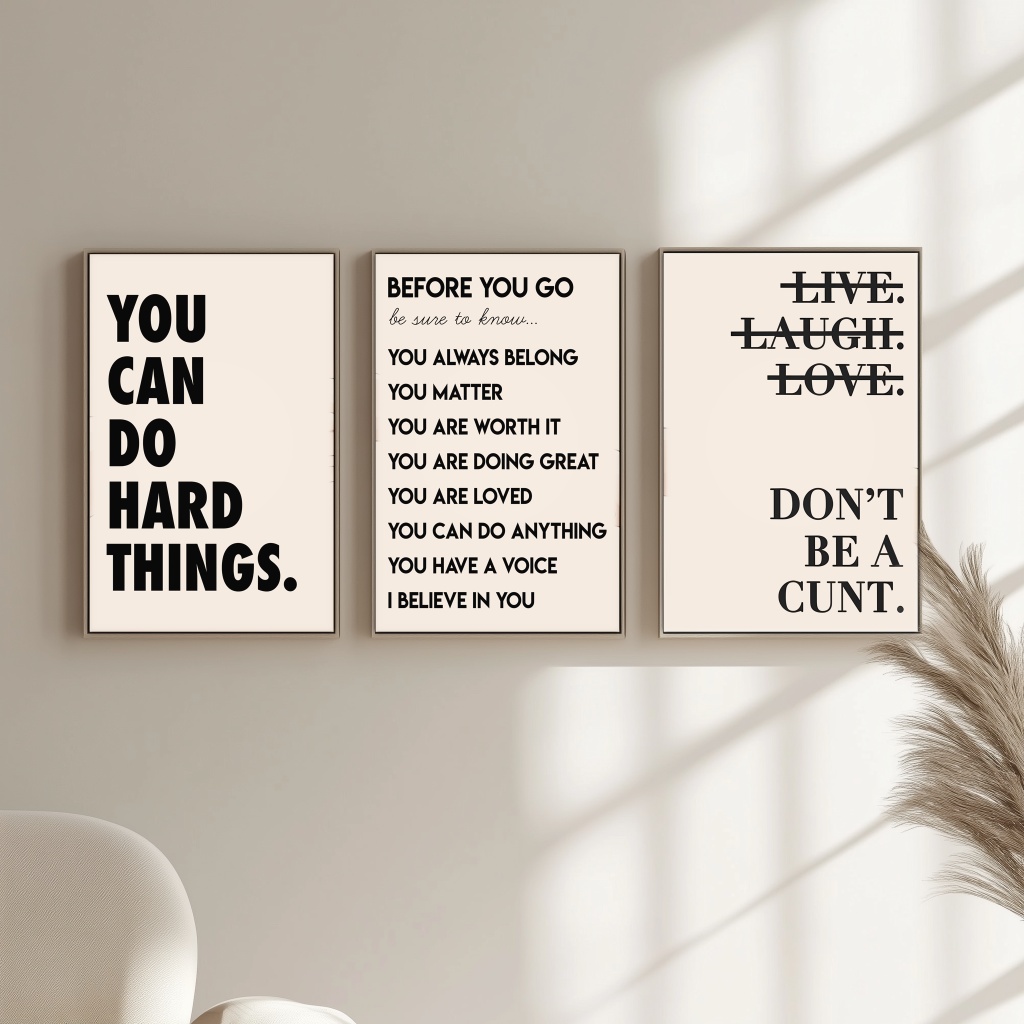 YOU
CAN
DO
HARD
THINGS.
BEFORE YOU GO
be sure to know...
YOU ALWAYS BELONG
YOU MATTER
YOU ARE WORTH IT
YOU ARE DOING GREAT
YOU ARE LOVED
YOU CAN DO ANYTHING
YOU HAVE A VOICE
I BELIEVE IN YOU
LIVE.
LAUGH.
LOVE.
DON'T
BE A
CUNT.